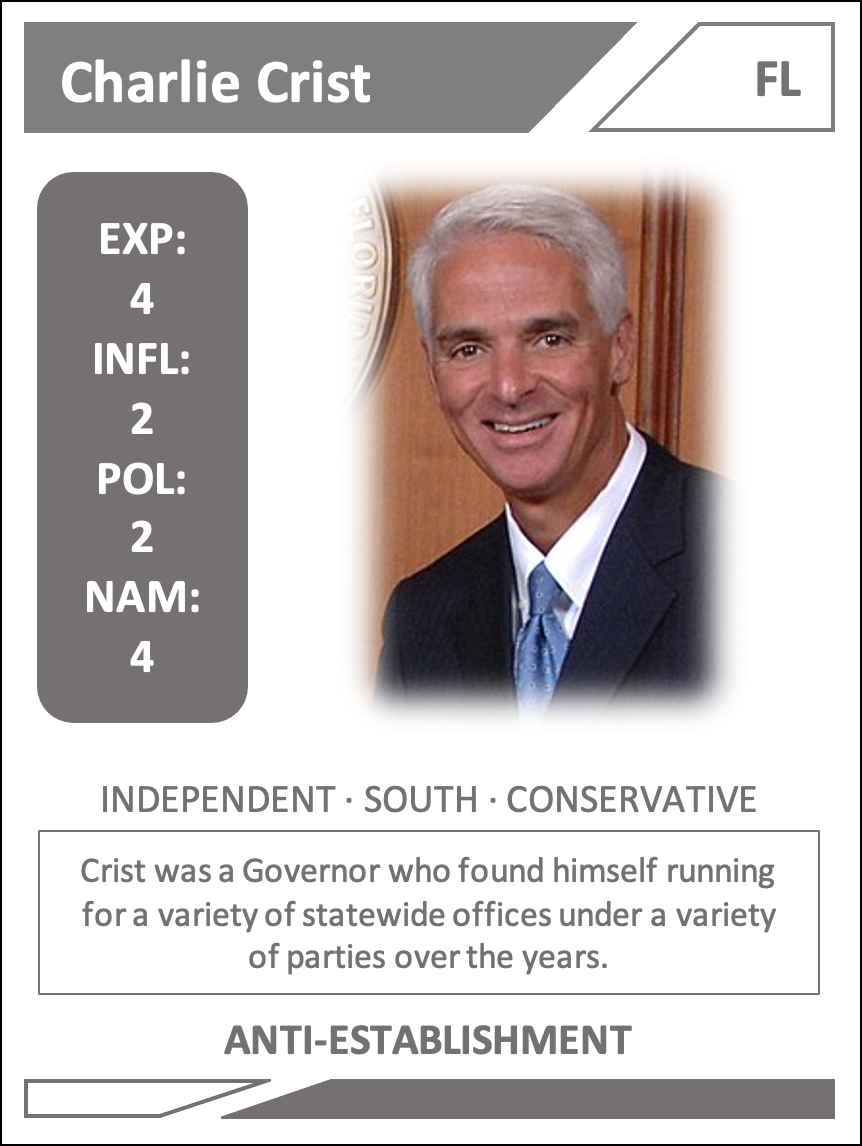 Charlie Crist
FL
EXP:
4
INFL:
2
POL:
2
NAM:
4
FLORIDA
INDEPENDENT · SOUTH · CONSERVATIVE
Crist was a Governor who found himself running
for a variety of statewide offices under a variety
of parties over the years.
ANTI-ESTABLISHMENT